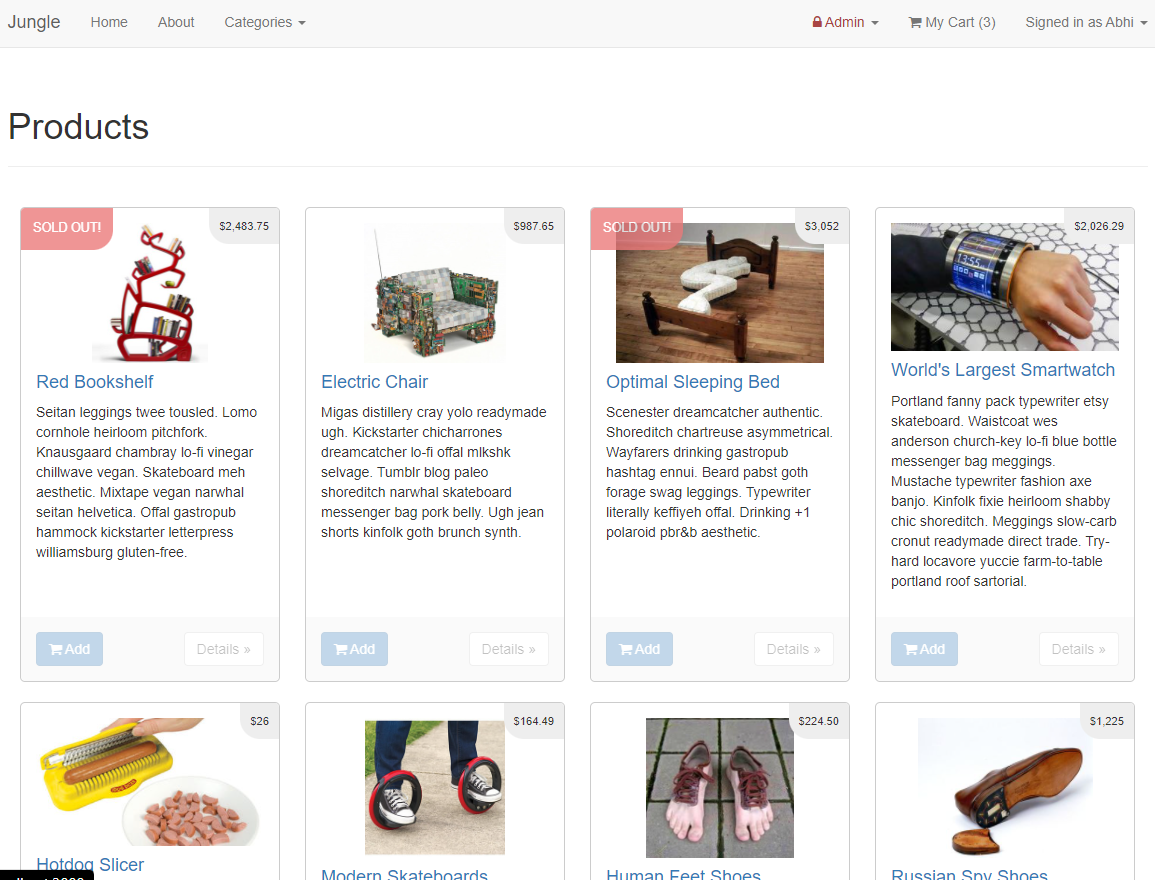 Jungle Home About Categories Admin My Cart (3) Signed in as Abhi
Products
SOLD OUT! $2,483.75
Red Bookshelf
Seitan leggings twee tousled. Lomo
cornhole heirloom pitchfork.
Knausgaard chambray lo-fi vinegar
chillwave vegan. Skateboard meh
aesthetic. Mixtape vegan narwhal
seitan helvetica. Offal gastropub
hammock kickstarter letterpress
williamsburg gluten-free.
Add Details »
$987.65
Electric Chair
Migas distillery cray yolo readymade
ugh. Kickstarter chicharrones
dreamcatcher lo-fi offal mlkshk
selvage. Tumblr blog paleo
shoreditch narwhal skateboard
messenger bag pork belly. Ugh jean
shorts kinfolk goth brunch synth.
Add Details »
SOLD OUT! $3,052
Optimal Sleeping Bed
Scenester dreamcatcher authentic.
Shoreditch chartreuse asymmetrical.
Wayfarers drinking gastropub
hashtag ennui. Beard pabst goth
forage swag leggings. Typewriter
literally keffiyeh offal. Drinking +1
polaroid pbr&b aesthetic.
Add Details »
$2,026.29
13:55
World's Largest Smartwatch
Portland fanny pack typewriter etsy
skateboard. Waistcoat wes
anderson church-key lo-fi blue bottle
messenger bag meggings.
Mustache typewriter fashion axe
banjo. Kinfolk fixie heirloom shabby
chic shoreditch. Meggings slow-carb
cronut readymade direct trade. Try-
hard locavore yuccie farm-to-table
portland roof sartorial.
Add Details »
$26
Hotdog Slicer
$164.49
Modern Skateboards
$224.50
Human Feet Shoes
$1,225
Russian Spy Shoes